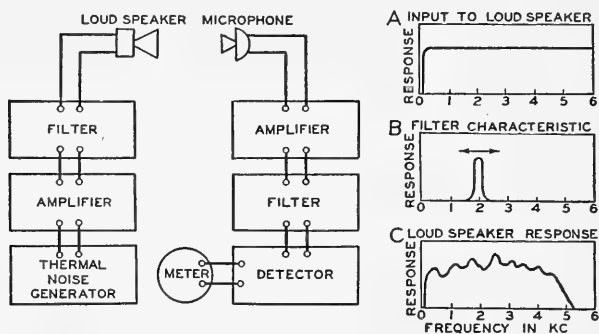 LOUD SPEAKER
MICROPHONE
FILTER
AMPLIFIER
THERMAL
NOISE
GENERATOR
AMPLIFIER
FILTER
DETECTOR
METER
A INPUT TO LOUD SPEAKER
RESPONSE
0 1 2 3 4 5 6
B FILTER CHARACTERISTIC
RESPONSE
0 1 2 3 4 5 6
C LOUD SPEAKER RESPONSE
RESPONSE
0 1 2 3 4 5 6
FREQUENCY IN KC